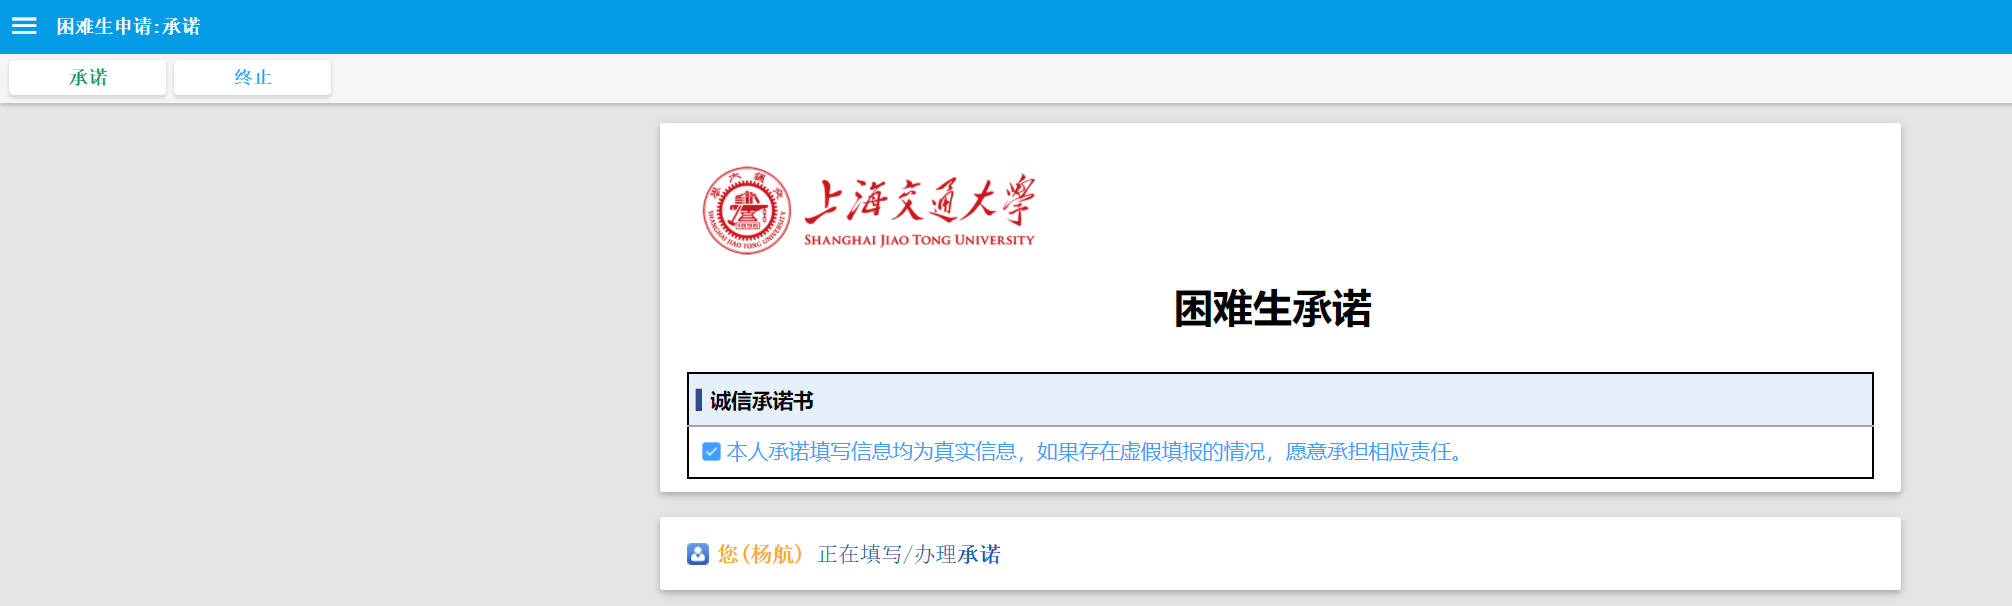 困难生申请:承诺
承诺
终止
上海交通大学
SHANGHAI JIAO TONG UNIVERSITY
困难生承诺
诚信承诺书
本人承诺填写信息均为真实信息，如果存在虚假填报的情况，愿意承担相应责任。
您(杨航) 正在填写/办理承诺